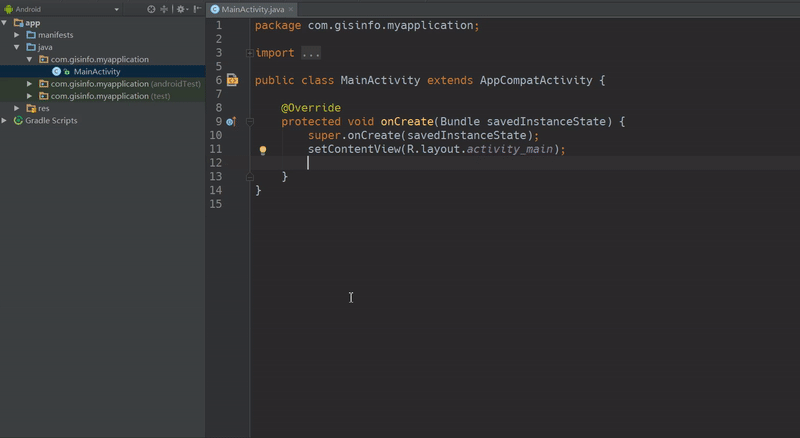 Android
MainActivity.java
app
manifests
java
com.gisinfo.myapplication
MainActivity
com.gisinfo.myapplication (androidTest)
com.gisinfo.myapplication (test)
res
Gradle Scripts
1 package com.gisinfo.myapplication;
2
3 import ...
5
6 public class MainActivity extends AppCompatActivity {
7
8 @Override
9 protected void onCreate(Bundle savedInstanceState) {
10 super.onCreate(savedInstanceState);
11 setContentView(R.layout.activity_main);
12
13 }
14 }
15